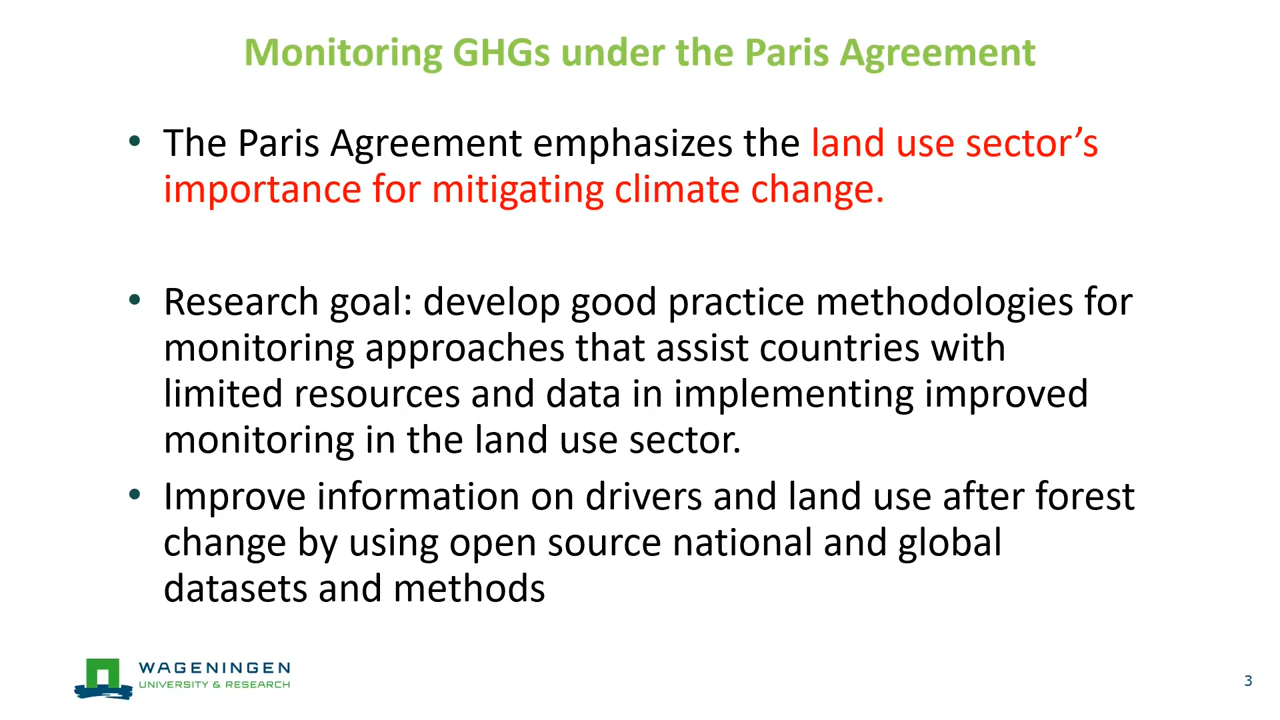 Monitoring GHGs under the Paris Agreement
• The Paris Agreement emphasizes the land use sector’s
importance for mitigating climate change.
• Research goal: develop good practice methodologies for
monitoring approaches that assist countries with
limited resources and data in implementing improved
monitoring in the land use sector.
• Improve information on drivers and land use after forest
change by using open source national and global
datasets and methods
WAGENINGEN
UNIVERSITY & RESEARCH
3